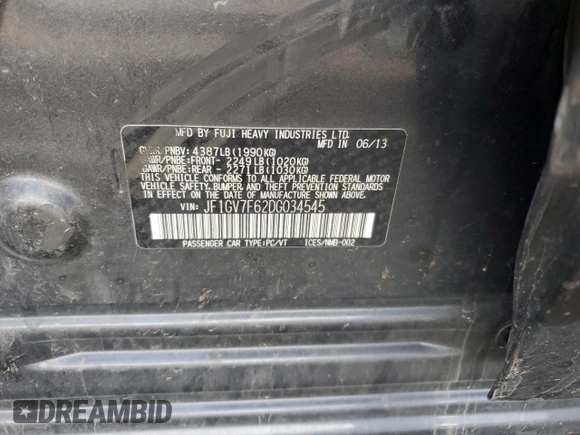 MFD BY FUJI HEAVY INDUSTRIES LTD.
MFD IN 06/13
GVWR/PNBV: 4387LB(1990KG)
GAWR/PNBE:FRONT- 2249LB(1020KG)
GAWR/PNBE:REAR - 2271LB(1030KG)
THIS VEHICLE CONFORMS TO ALL
APPLICABLE FEDERAL MOTOR VEHICLE
SAFETY, BUMPER, AND THEFT PREVENTION STANDARDS
IN EFFECT ON THE DATE OF MANUFACTURE SHOWN ABOVE.
VIN: JF1GV7F62DG034545
PASSENGER CAR TYPE:PC/VT ICES/NMB-002
DREAMBID